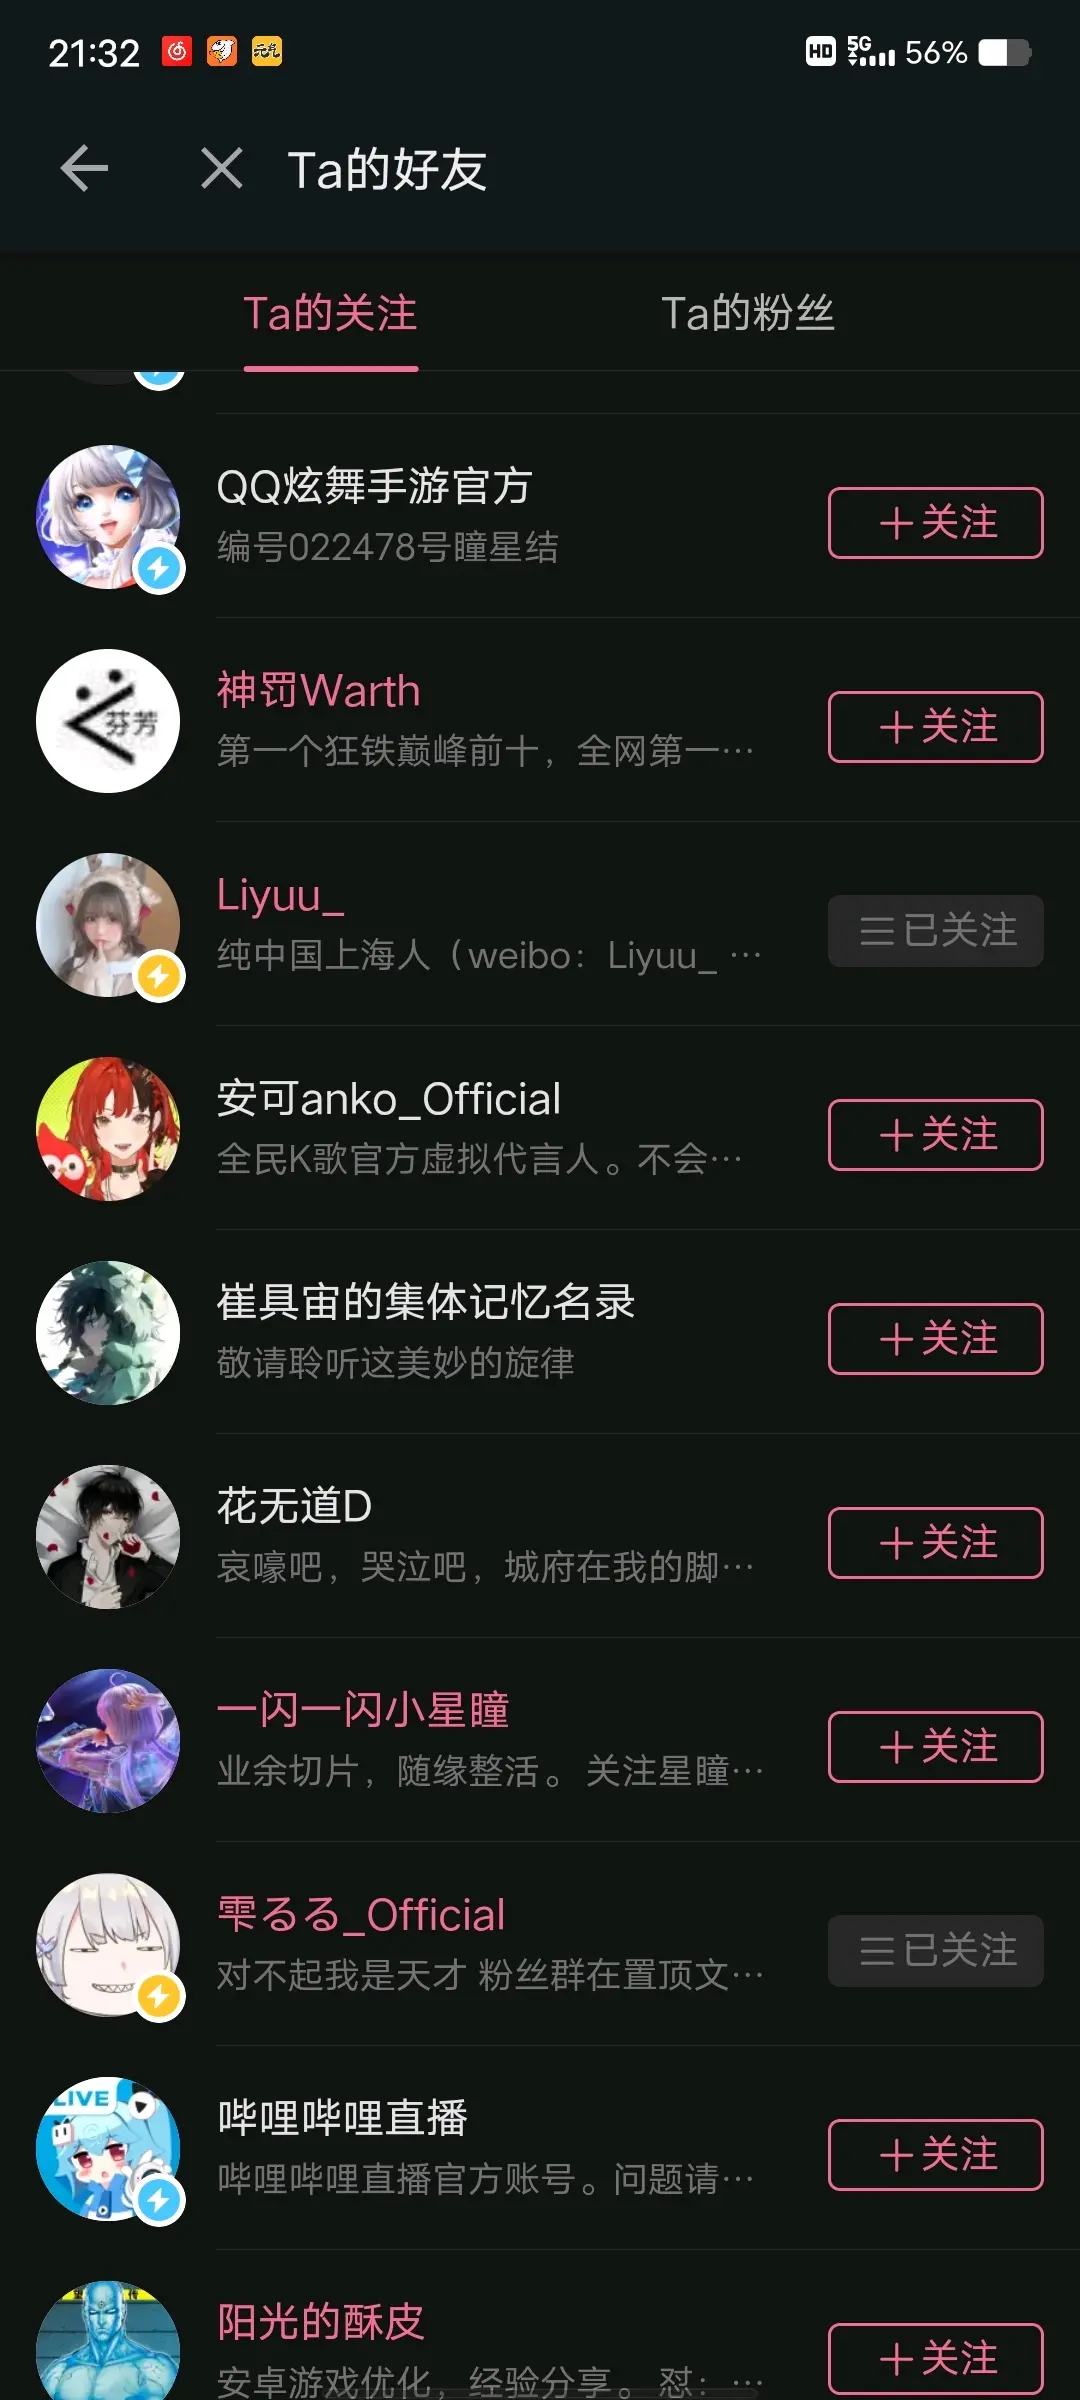 21:32
元气
HD 5G 56%
Ta的好友
Ta的关注 Ta的粉丝
QQ炫舞手游官方
编号022478号瞳星结
+关注
神罚Warth
第一个狂铁巅峰前十，全网第一…
+关注
芬芳
Liyuu_
纯中国上海人（weibo：Liyuu_ …
已关注
安可anko_Official
全民K歌官方虚拟代言人。不会…
+关注
崔具宙的集体记忆名录
敬请聆听这美妙的旋律
+关注
花无道D
哀嚎吧，哭泣吧，城府在我的脚…
+关注
一闪一闪小星瞳
业余切片，随缘整活。关注星瞳…
+关注
雫るる_Official
对不起我是天才 粉丝群在置顶文…
已关注
LIVE
哔哩哔哩直播
哔哩哔哩直播官方账号。问题请…
+关注
阳光的酥皮
安卓游戏优化，经验分享。怼：…
+关注